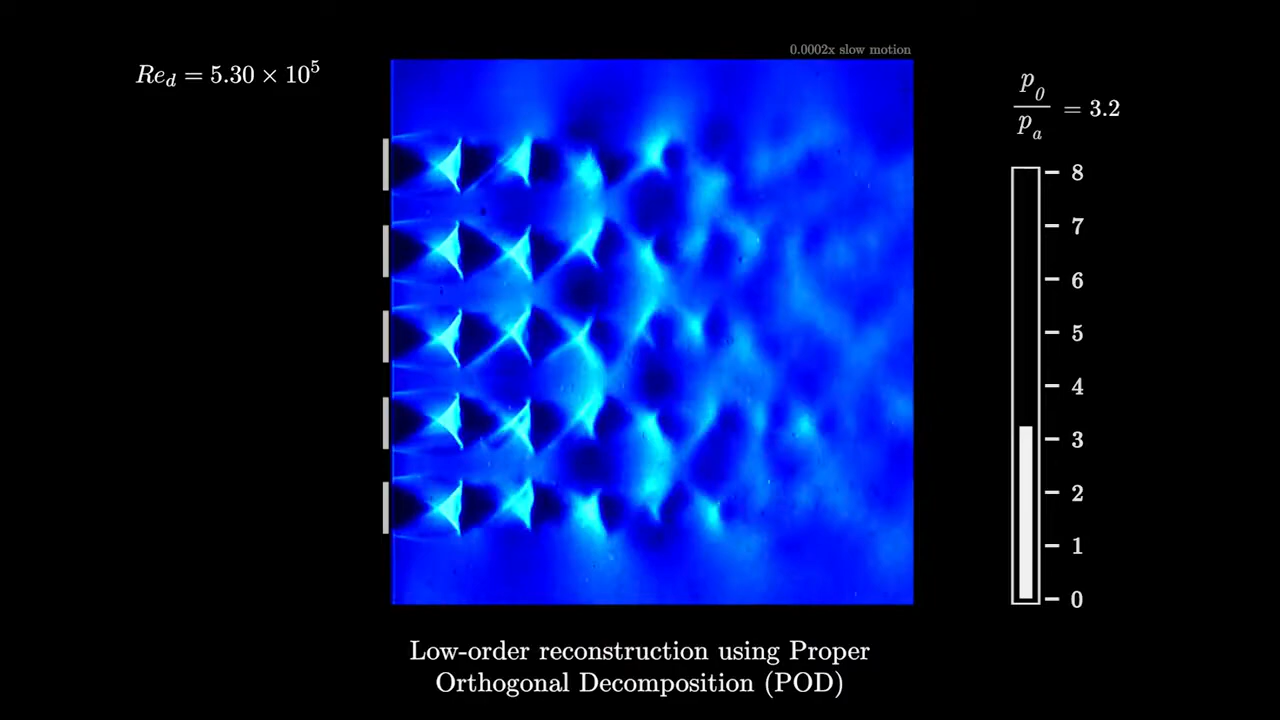 0.0002x slow motion
Re_d = 5.30 × 10^5
p_0
p_a
= 3.2
8
7
6
5
4
3
2
1
0
Low-order reconstruction using Proper
Orthogonal Decomposition (POD)